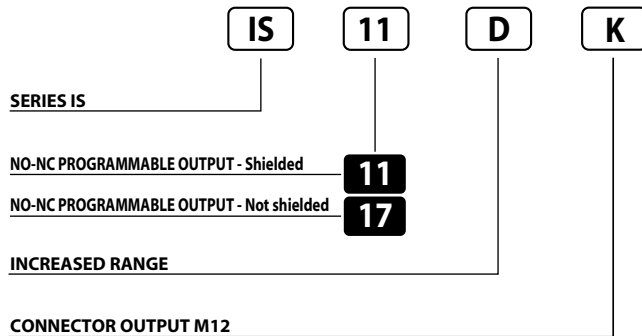 IS 11 D K
SERIES IS
NO-NC PROGRAMMABLE OUTPUT - Shielded 11
NO-NC PROGRAMMABLE OUTPUT - Not shielded 17
INCREASED RANGE
CONNECTOR OUTPUT M12